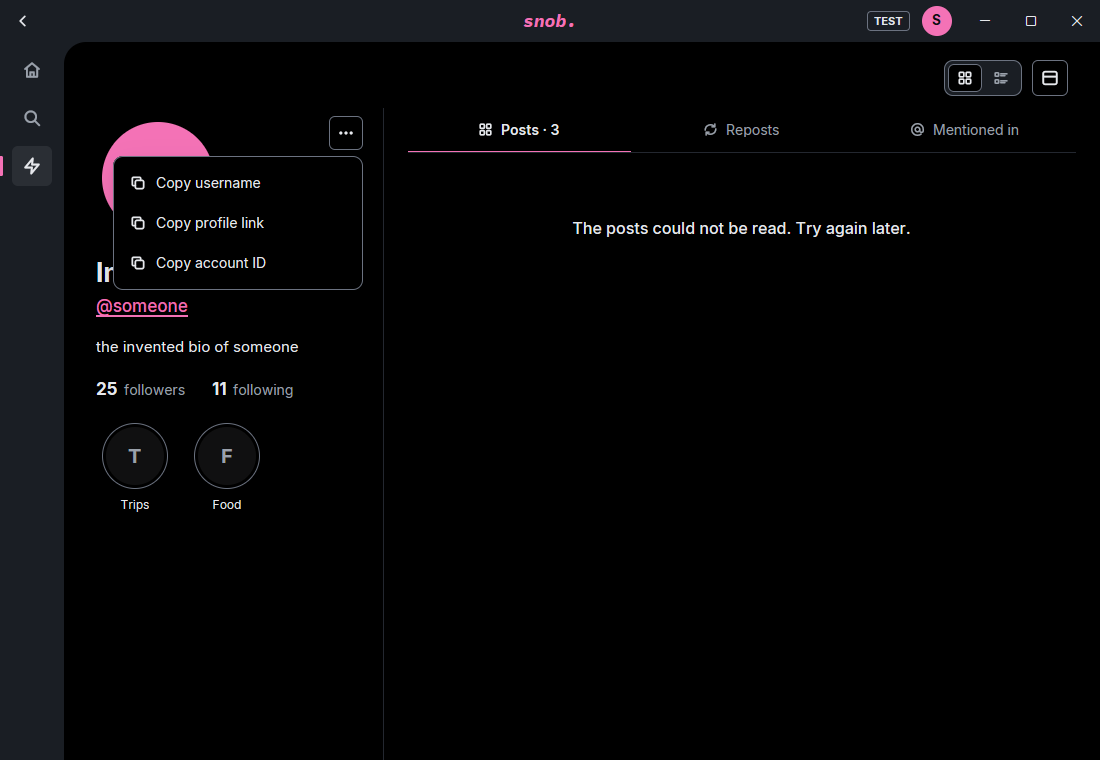 snob.
TEST
S
Posts · 3
Reposts
Mentioned in
Copy username
Copy profile link
Copy account ID
The posts could not be read. Try again later.
@someone
the invented bio of someone
25 followers
11 following
T
F
Trips
Food